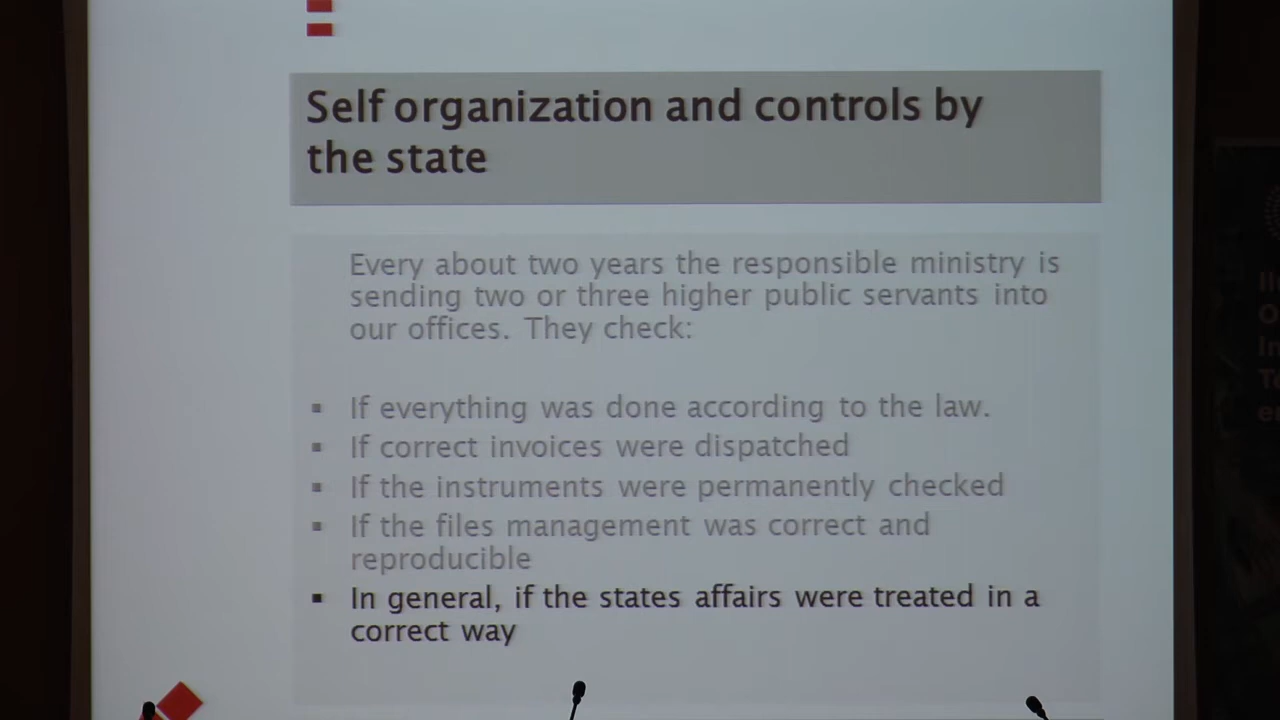 Self organization and controls by
the state
Every about two years the responsible ministry is
sending two or three higher public servants into
our offices. They check:
▪ If everything was done according to the law.
▪ If correct invoices were dispatched
▪ If the instruments were permanently checked
▪ If the files management was correct and
reproducible
▪ In general, if the states affairs were treated in a
correct way